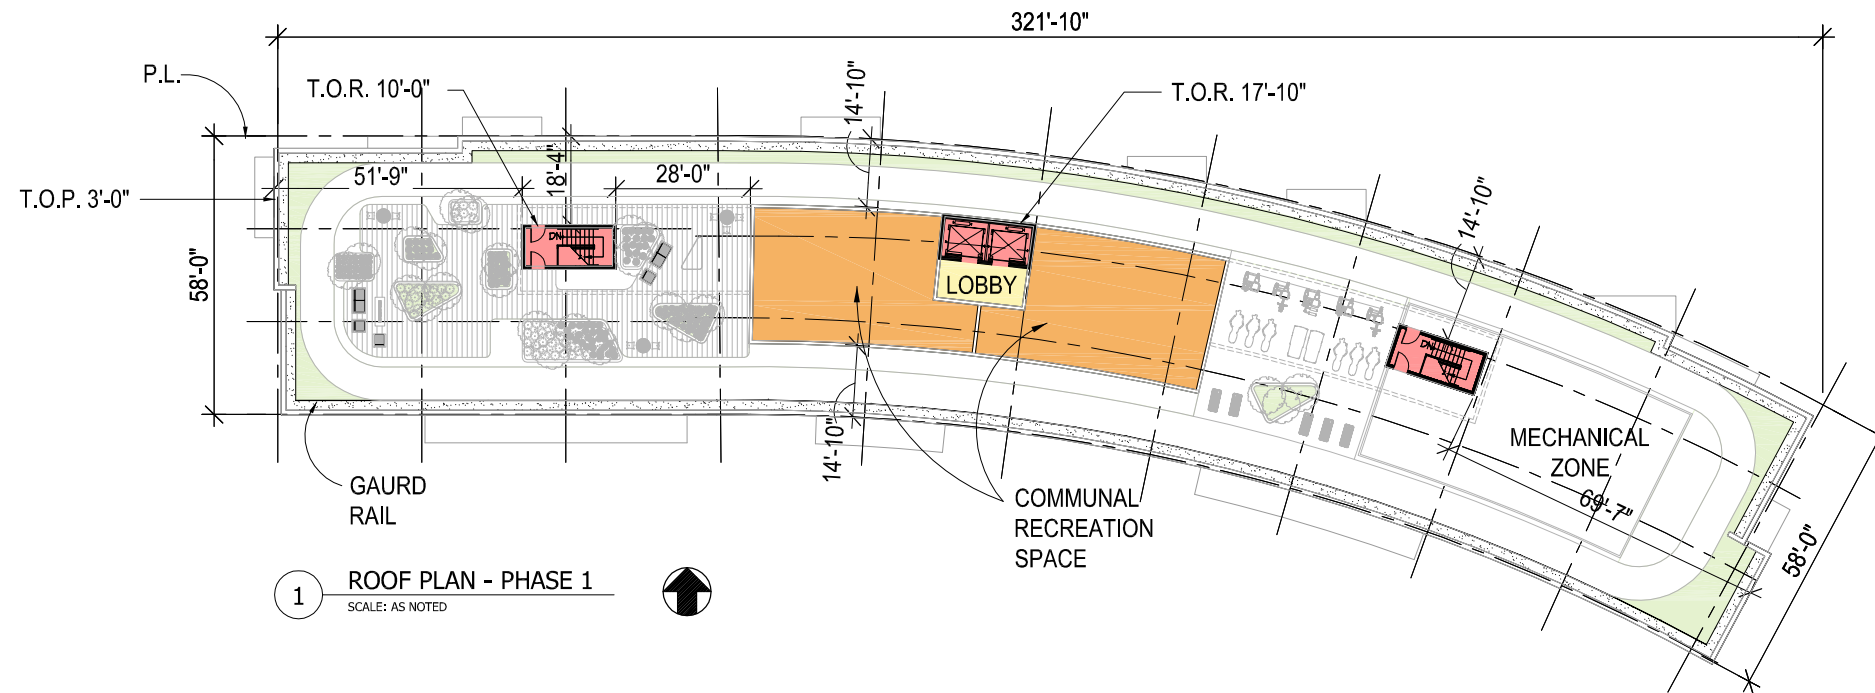 321'-10"
P.L.
T.O.R. 10'-0"
14'-10"
T.O.R. 17'-10"
T.O.P. 3'-0"
51'-9"
18'-4"
28'-0"
14'-10"
58'-0"
DN
LOBBY
DN
14'-10"
MECHANICAL
ZONE
69'-7"
58'-0"
GAURD
RAIL
COMMUNAL
RECREATION
SPACE
1
ROOF PLAN - PHASE 1
SCALE: AS NOTED